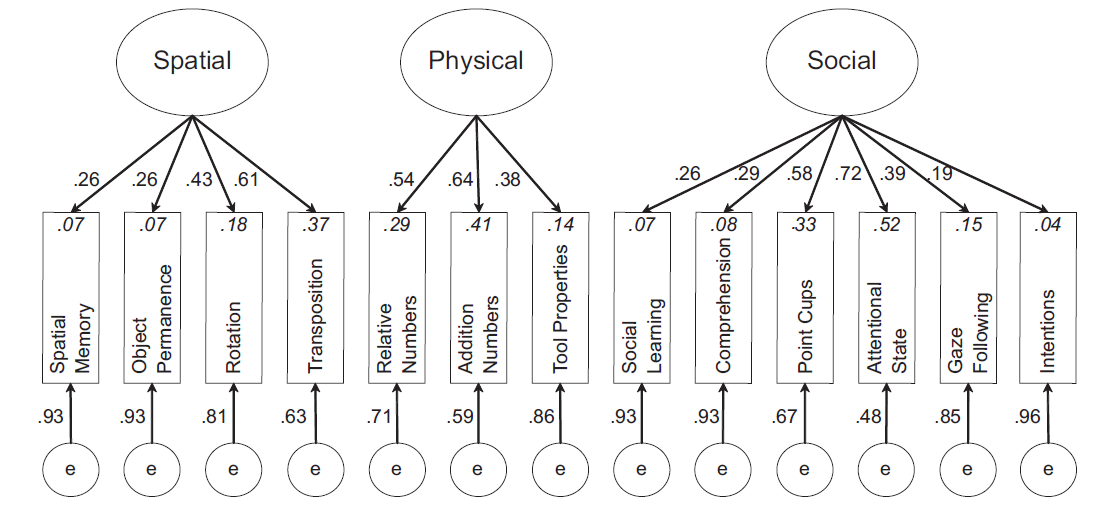 Spatial Physical Social
.26 .26 .43 .61 .54 .64 .38 .26 .29 .58 .72 .39 .19
.07 .07 .18 .37 .29 .41 .14 .07 .08 .33 .52 .15 .04
Spatial
Memory
Object
Permanence
Rotation
Transposition
Relative
Numbers
Addition
Numbers
Tool Properties
Social
Learning
Comprehension
Point Cups
Attentional
State
Gaze
Following
Intentions
.93 .93 .81 .63 .71 .59 .86 .93 .93 .67 .48 .85 .96
e e e e e e e e e e e e e